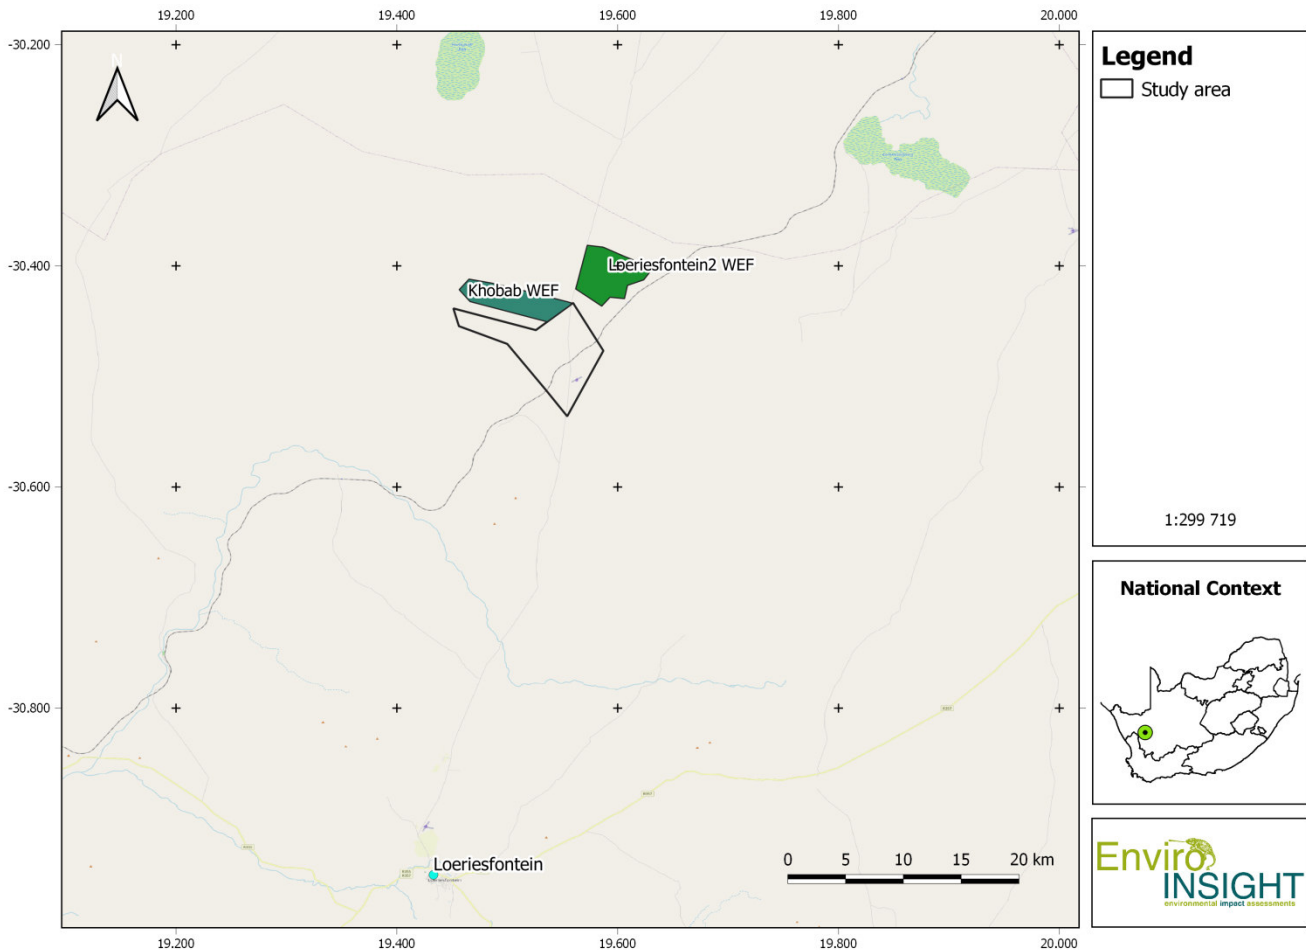 19.200 19.400 19.600 19.800 20.000
-30.200
N
Legend
Study area
-30.400
Loeriesfontein2 WEF
Khobab WEF
-30.600
1:299 719
National Context
-30.800
R357
R357
Loeriesfontein
0 5 10 15 20 km
Enviro
INSIGHT
environmental impact assessments
19.200 19.400 19.600 19.800 20.000